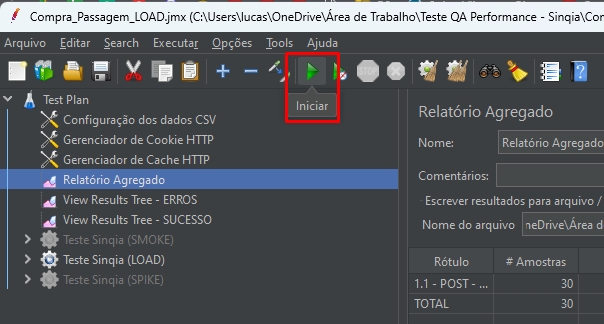 Compra_Passagem_LOAD.jmx (C:\Users\lucas\OneDrive\Área de Trabalho\Teste QA Performance - Sinqia\Con
Arquivo Editar Search Executar Opções Tools Ajuda
STOP
Iniciar
Test Plan
Configuração dos dados CSV
Gerenciador de Cookie HTTP
Gerenciador de Cache HTTP
Relatório Agregado
View Results Tree - ERROS
View Results Tree - SUCESSO
Teste Sinqia (SMOKE)
Teste Sinqia (LOAD)
Teste Sinqia (SPIKE)
Relatório Agregado
Nome: Relatório Agregado
Comentários:
Escrever resultados para arquivo /
Nome do arquivo neDrive\Área de
Rótulo # Amostras
1.1 - POST - ... 30
TOTAL 30